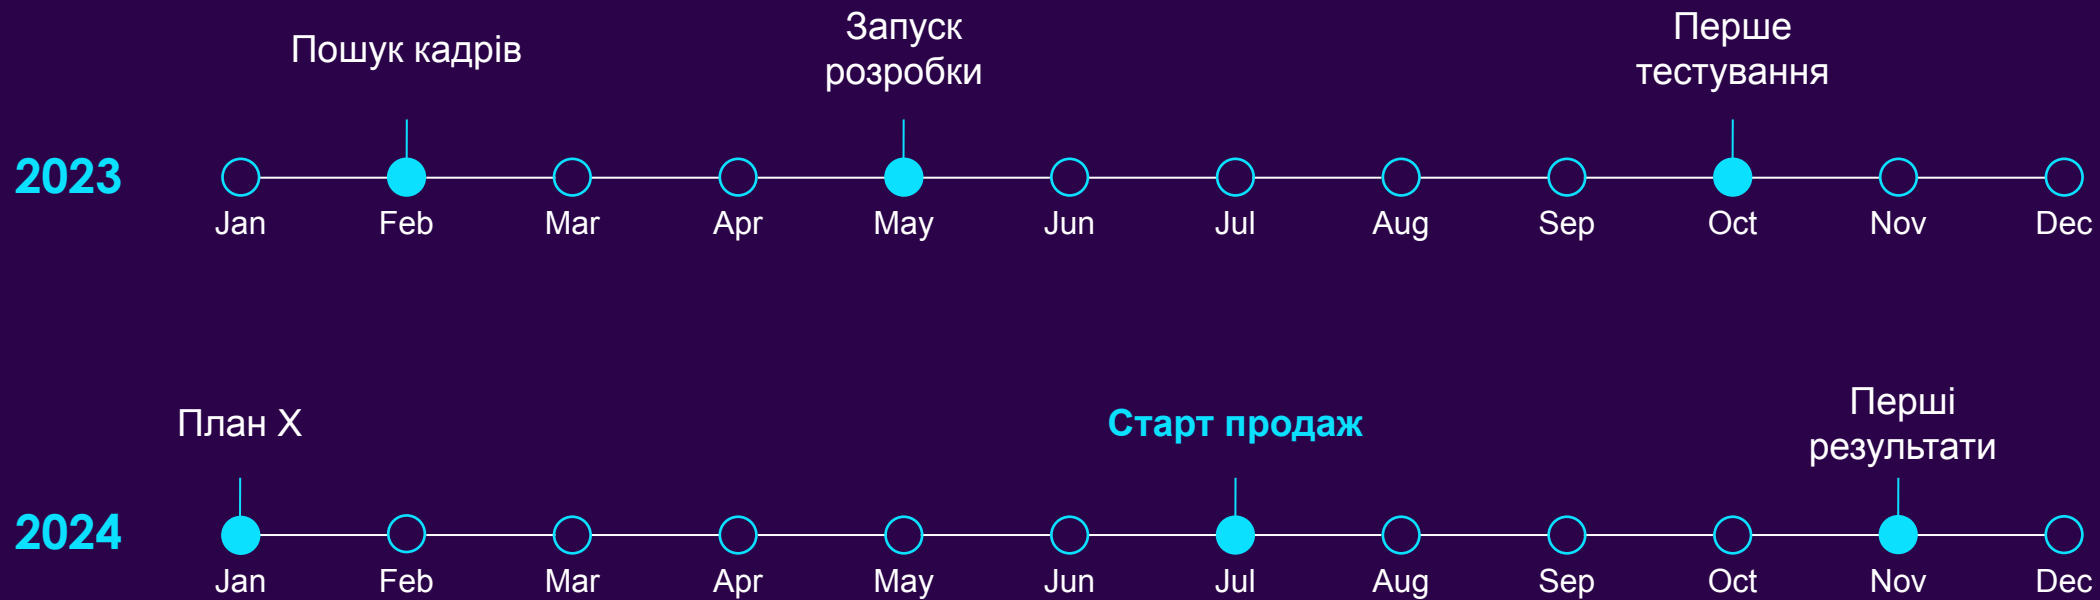 Пошук кадрів
Запуск
розробки
Перше
тестування
2023
Jan Feb Mar Apr May Jun Jul Aug Sep Oct Nov Dec
План X
Старт продаж
Перші
результати
2024
Jan Feb Mar Apr May Jun Jul Aug Sep Oct Nov Dec